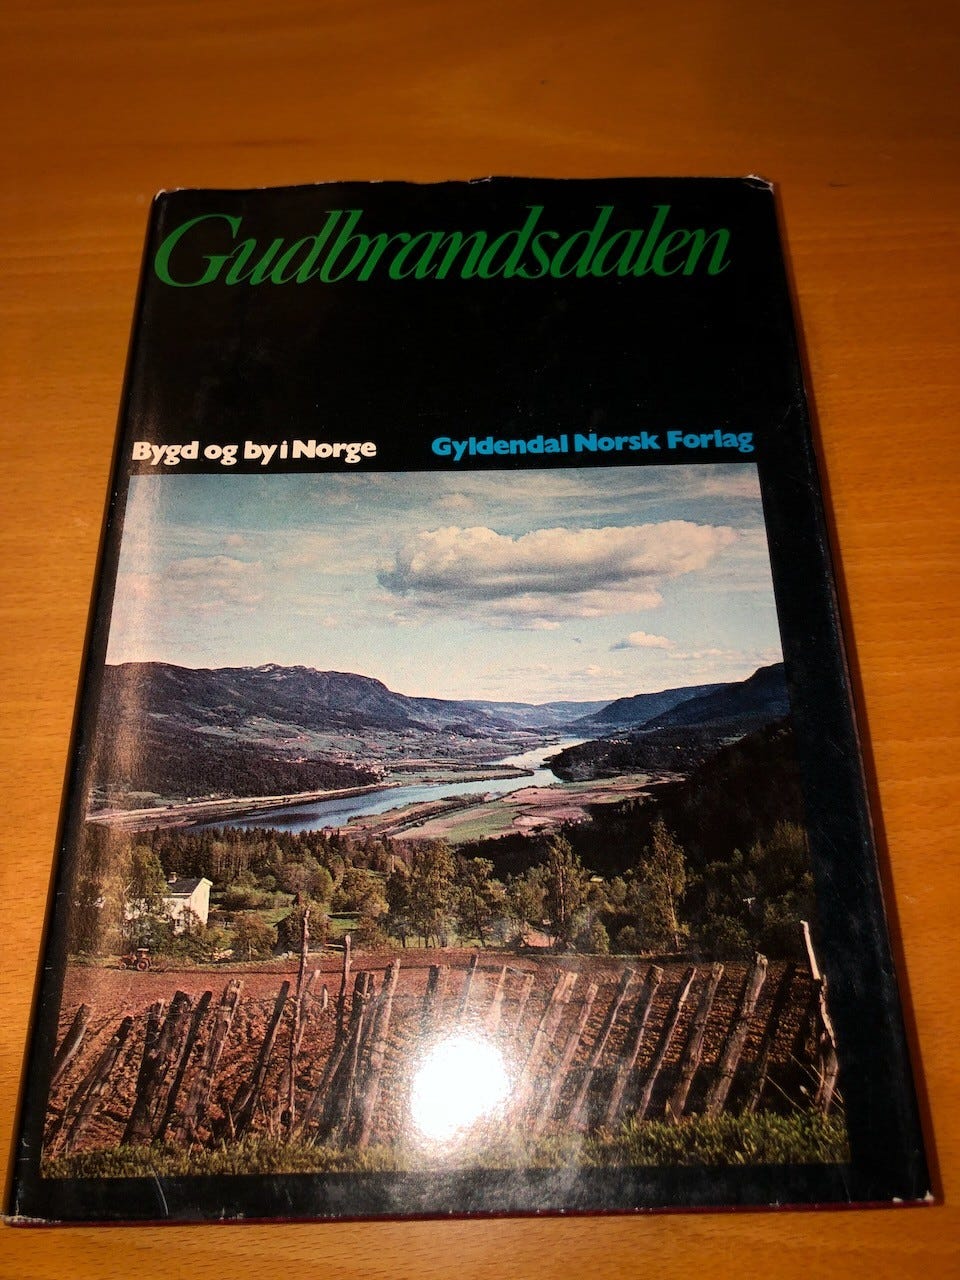 Gudbrandsdalen
Bygd og by i Norge Gyldendal Norsk Forlag